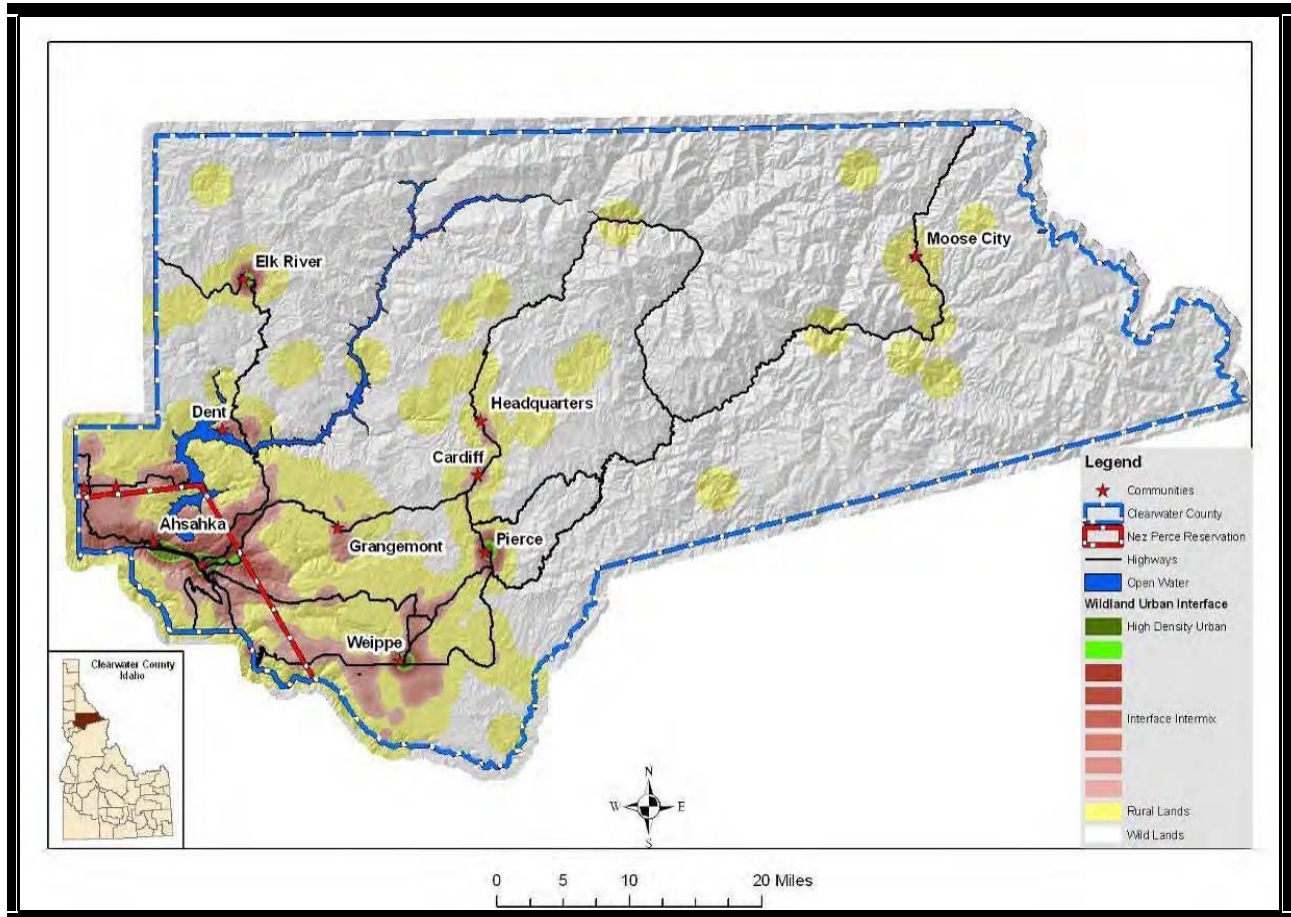 Elk River
Moose City
Dent
Headquarters
Cardiff
Ahsahka
Grangemont
Pierce
Weippe
Legend
Communities
Clearwater County
Nez Perce Reservation
Highways
Open Water
Wildland Urban Interface
High Density Urban
Interface Intermix
Rural Lands
Wild Lands
Clearwater County
Idaho
N
W
E
S
0 5 10 20 Miles